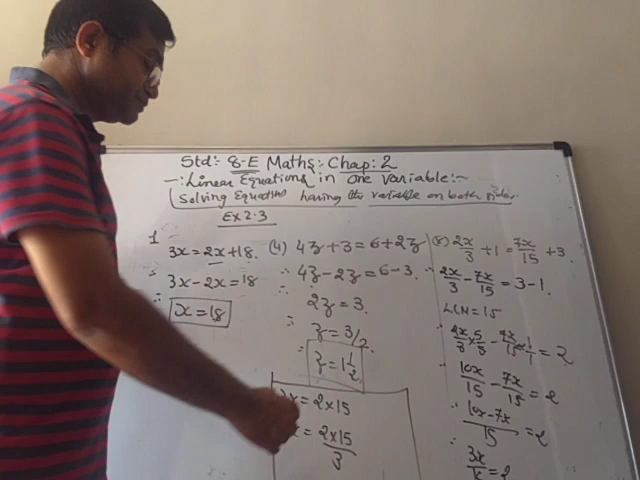 Std:- 8-E Maths:- Chap: 2
-: Linear Equations in One Variable:-
Solving Equations having the variable on both sides.
Ex 2.3
1
3x = 2x + 18.
∴ 3x - 2x = 18
∴ x = 18
(4) 4z + 3 = 6 + 2z
∴ 4z - 2z = 6 - 3.
2z = 3.
∴ z = 3/2.
∴ z = 1 1/2
2x/3 + 1 = 7x/15 + 3.
∴ 2x/3 - 7x/15 = 3 - 1.
LCM = 15
= 2
∴ 10x/15 - 7x/15 = 2
∴ 10x - 7x/15 = 2
∴ 3x/15 = 2
x = 2 × 15
= 2 × 15/3